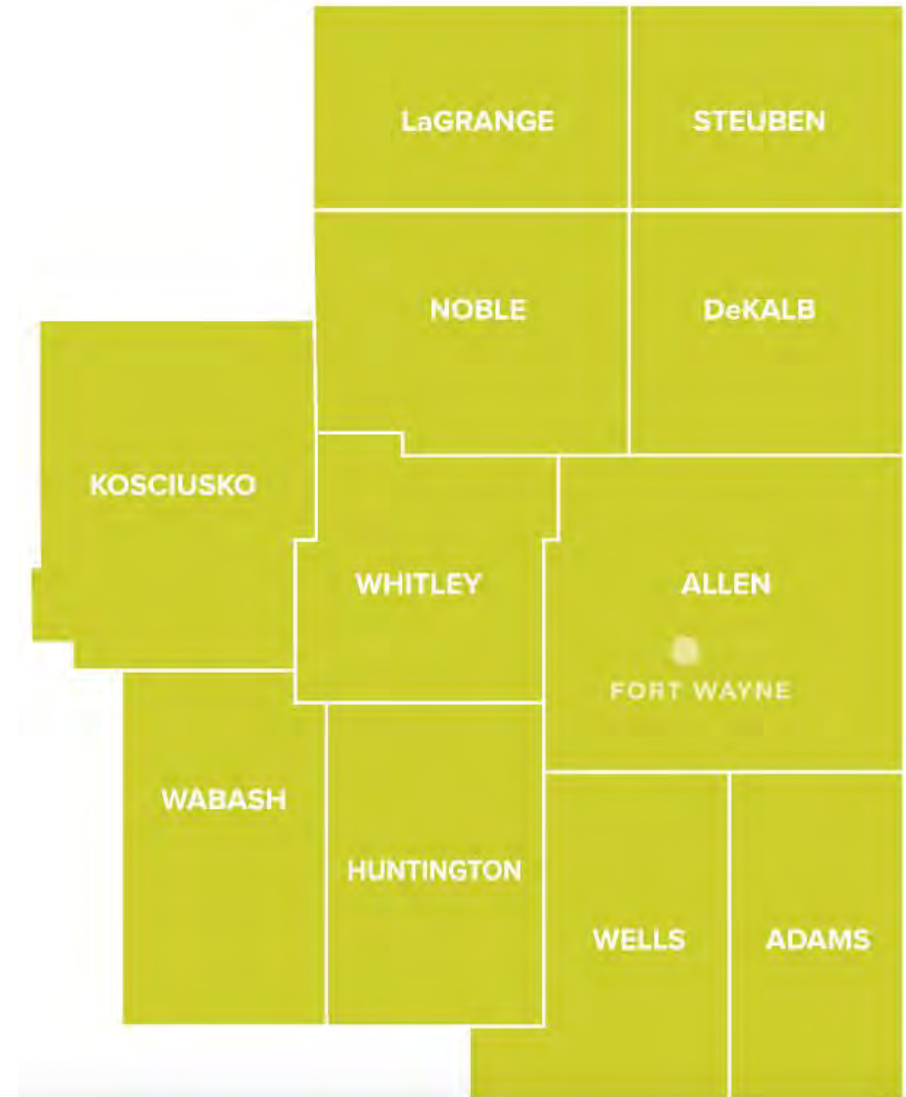 LaGRANGE
STEUBEN
NOBLE
DeKALB
KOSCIUSKO
WHITLEY
ALLEN
FORT WAYNE
WABASH
HUNTINGTON
WELLS
ADAMS